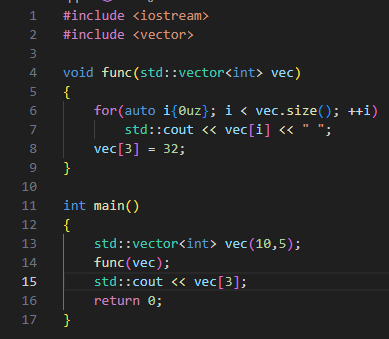 1 #include <iostream>
2 #include <vector>
3
4 void func(std::vector<int> vec)
5 {
6     for(auto i{0uz}; i < vec.size(); ++i)
7         std::cout << vec[i] << " ";
8     vec[3] = 32;
9 }
10
11 int main()
12 {
13     std::vector<int> vec(10,5);
14     func(vec);
15     std::cout << vec[3];
16     return 0;
17 }